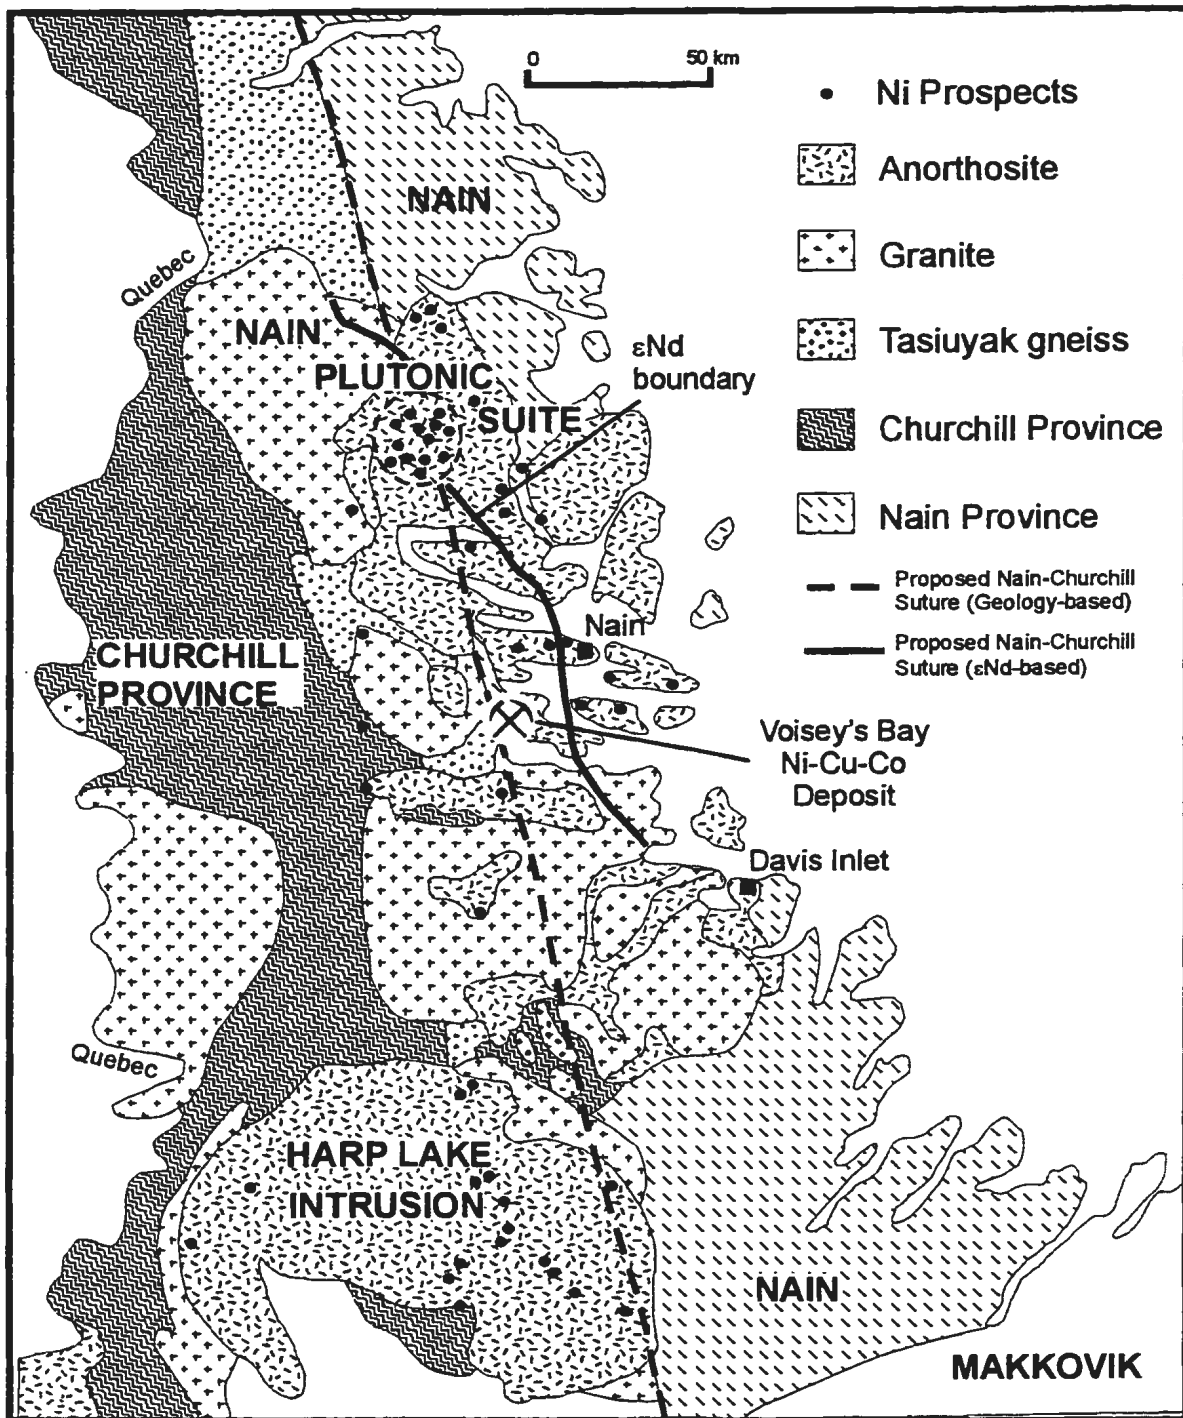 0 50 km
Ni Prospects
Anorthosite
Granite
Tasiuyak gneiss
Churchill Province
Nain Province
Proposed Nain-Churchill
Suture (Geology-based)
Proposed Nain-Churchill
Suture (εNd-based)
NAIN
Quebec
NAIN
PLUTONIC
SUITE
εNd
boundary
Nain
CHURCHILL
PROVINCE
Voisey's Bay
Ni-Cu-Co
Deposit
Davis Inlet
Quebec
HARP LAKE
INTRUSION
NAIN
MAKKOVIK